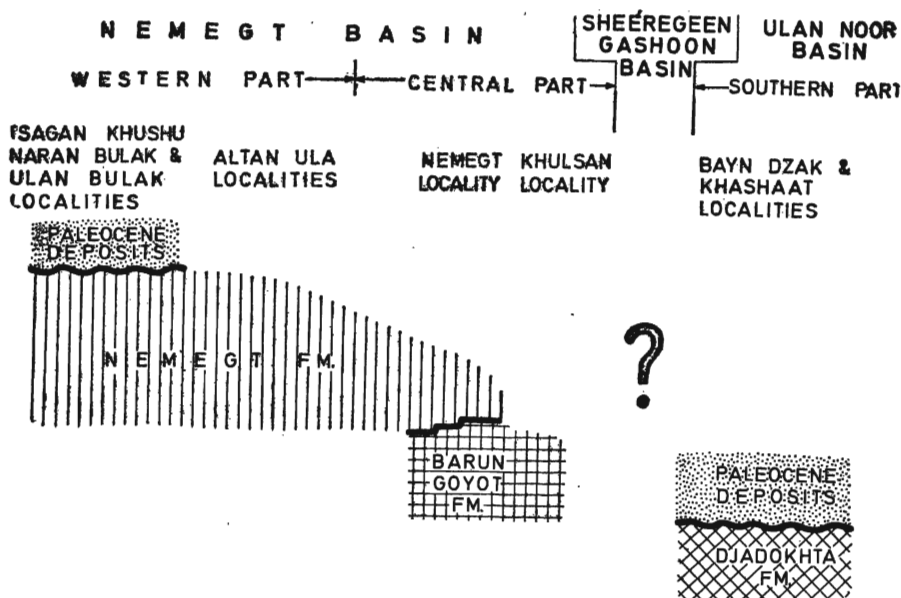 NEMEGT BASIN
SHEEREGEEN
GASHOON
BASIN
ULAN NOOR
BASIN
WESTERN PART
CENTRAL PART
SOUTHERN PART
TSAGAN KHUSHU
NARAN BULAK &
ULAN BULAK
LOCALITIES
ALTAN ULA
LOCALITIES
NEMEGT
LOCALITY
KHULSAN
LOCALITY
BAYN DZAK &
KHASHAAT
LOCALITIES
PALEOCENE
DEPOSITS
NEMEGT FM.
?
BARUN
GOYOT
FM.
PALEOCENE
DEPOSITS
DJADOKHTA
FM.